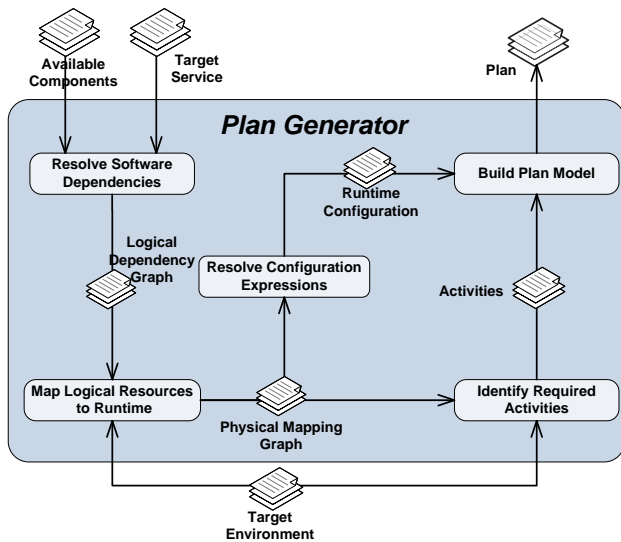 Available
Components
Target
Service
Plan
Plan Generator
Resolve Software
Dependencies
Build Plan Model
Runtime
Configuration
Logical
Dependency
Graph
Resolve Configuration
Expressions
Activities
Map Logical Resources
to Runtime
Identify Required
Activities
Physical Mapping
Graph
Target
Environment